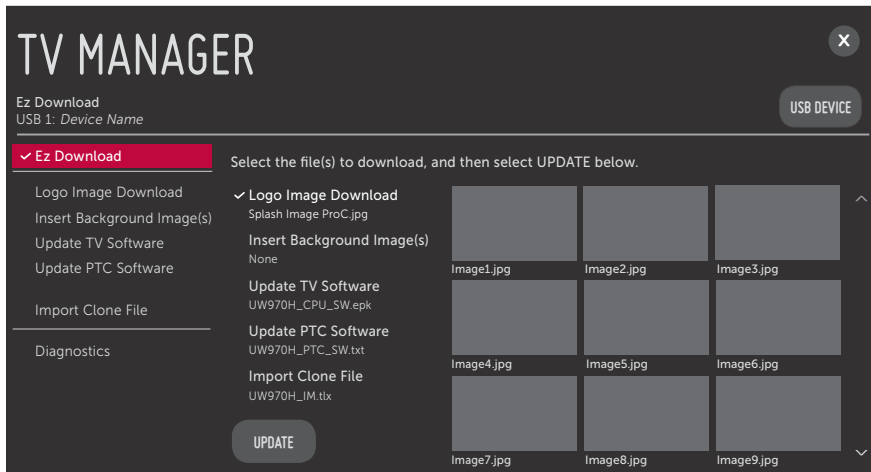 TV MANAGER
X
Ez Download
USB 1: Device Name
USB DEVICE
Ez Download
Logo Image Download
Insert Background Image(s)
Update TV Software
Update PTC Software
Import Clone File
Diagnostics
Select the file(s) to download, and then select UPDATE below.
Logo Image Download
Splash Image ProC.jpg
Insert Background Image(s)
None
Update TV Software
UW970H_CPU_SW.epk
Update PTC Software
UW970H_PTC_SW.txt
Import Clone File
UW970H_IM.tlx
UPDATE
Image1.jpg
Image2.jpg
Image3.jpg
Image4.jpg
Image5.jpg
Image6.jpg
Image7.jpg
Image8.jpg
Image9.jpg